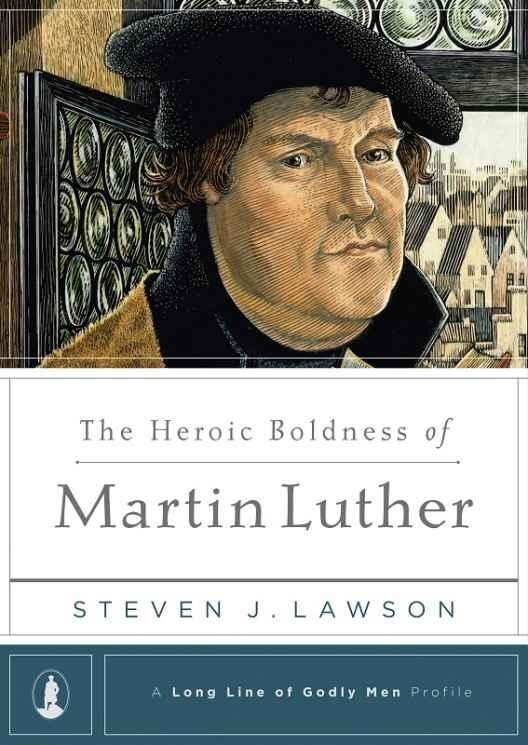 The Heroic Boldness of
Martin Luther
STEVEN J. LAWSON
A Long Line of Godly Men Profile